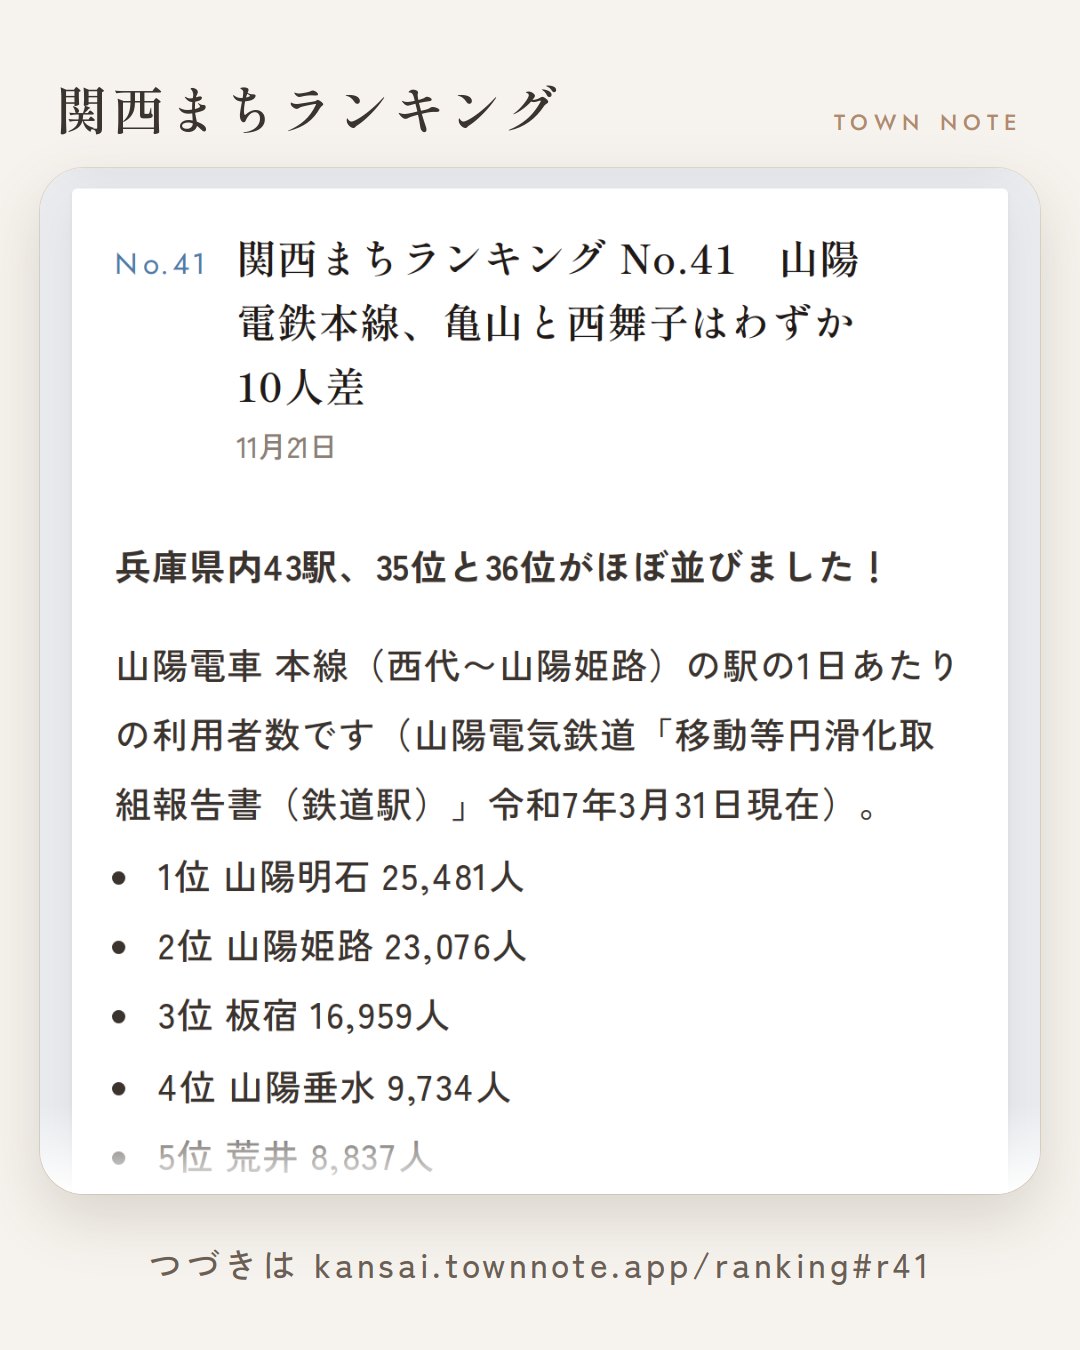 関西まちランキング
TOWN NOTE
No.41
関西まちランキング No.41　山陽
電鉄本線、亀山と西舞子はわずか
10人差
11月21日
兵庫県内43駅、35位と36位がほぼ並びました！
山陽電車 本線（西代〜山陽姫路）の駅の1日あたり
の利用者数です（山陽電気鉄道「移動等円滑化取
組報告書（鉄道駅）」令和7年3月31日現在）。
• 1位 山陽明石 25,481人
• 2位 山陽姫路 23,076人
• 3位 板宿 16,959人
• 4位 山陽垂水 9,734人
• 5位 荒井 8,837人
つづきは kansai.townnote.app/ranking#r41